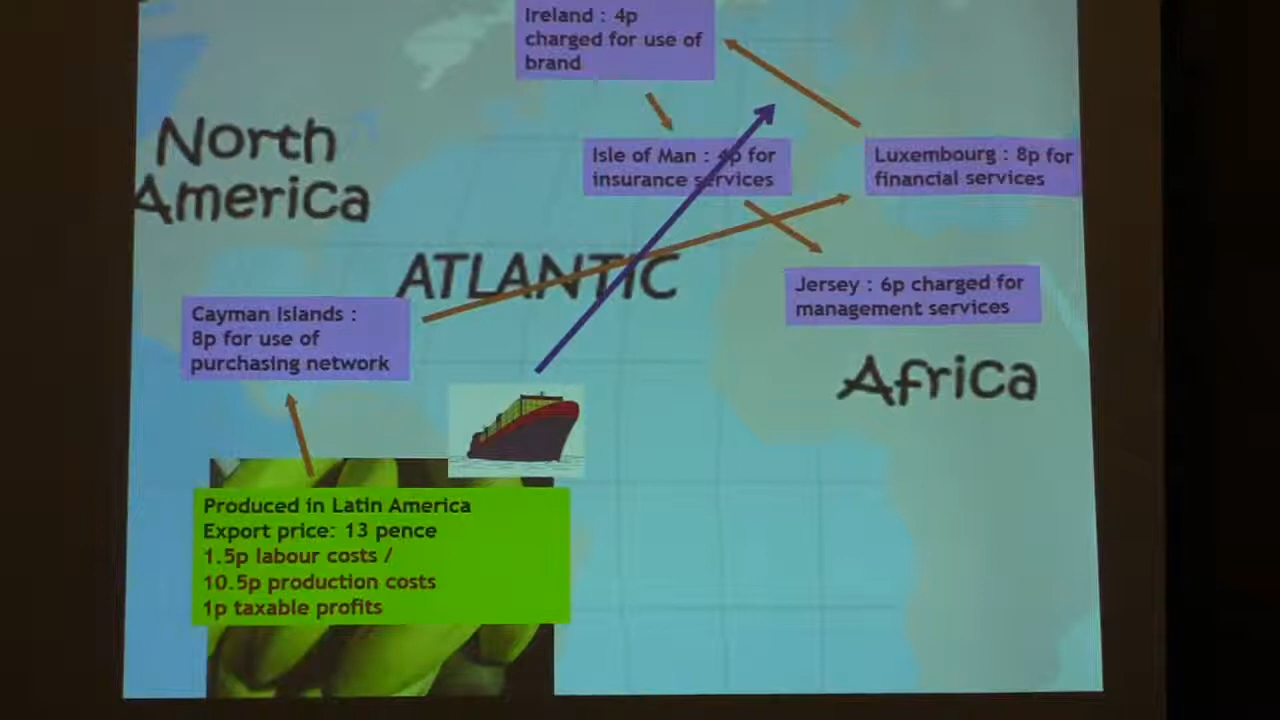 Ireland : 4p
charged for use of
brand
North
America
Isle of Man : 4p for
insurance services
Luxembourg : 8p for
financial services
ATLANTIC
Jersey : 6p charged for
management services
Cayman Islands :
8p for use of
purchasing network
Africa
Produced in Latin America
Export price: 13 pence
1.5p labour costs /
10.5p production costs
1p taxable profits